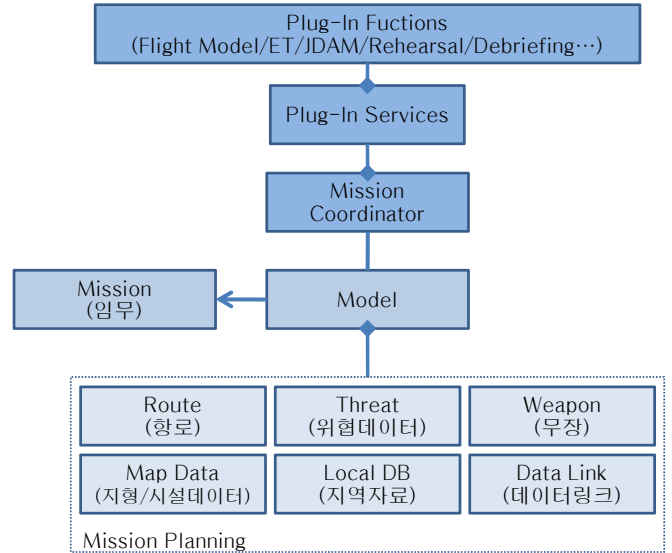 Plug-In Fuctions
(Flight Model/ET/JDAM/Rehearsal/Debriefing⋯)
Plug-In Services
Mission
Coordinator
Mission
(임무)
Model
Route
(항로)
Threat
(위협데이터)
Weapon
(무장)
Map Data
(지형/시설데이터)
Local DB
(지역자료)
Data Link
(데이터링크)
Mission Planning